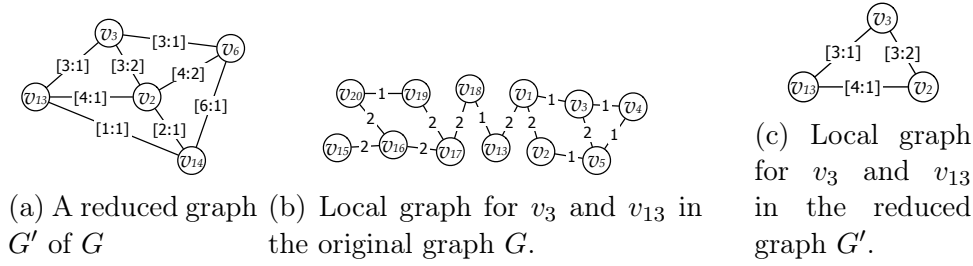 v3
[3:1]
v6
[3:1]
[3:2]
[4:2]
v13
[4:1]
v2
[6:1]
[1:1]
[2:1]
v14
(a) A reduced graph
G′ of G
v20
1
v19
v18
v1
1
v3
1
v4
2
2
2
1
2
2
2
1
v15
2
v16
2
v17
v13
v2
1
v5
(b) Local graph for v3 and v13 in
the original graph G.
v3
[3:1]
[3:2]
v13
[4:1]
v2
(c) Local graph
for v3 and v13
in the reduced
graph G′.